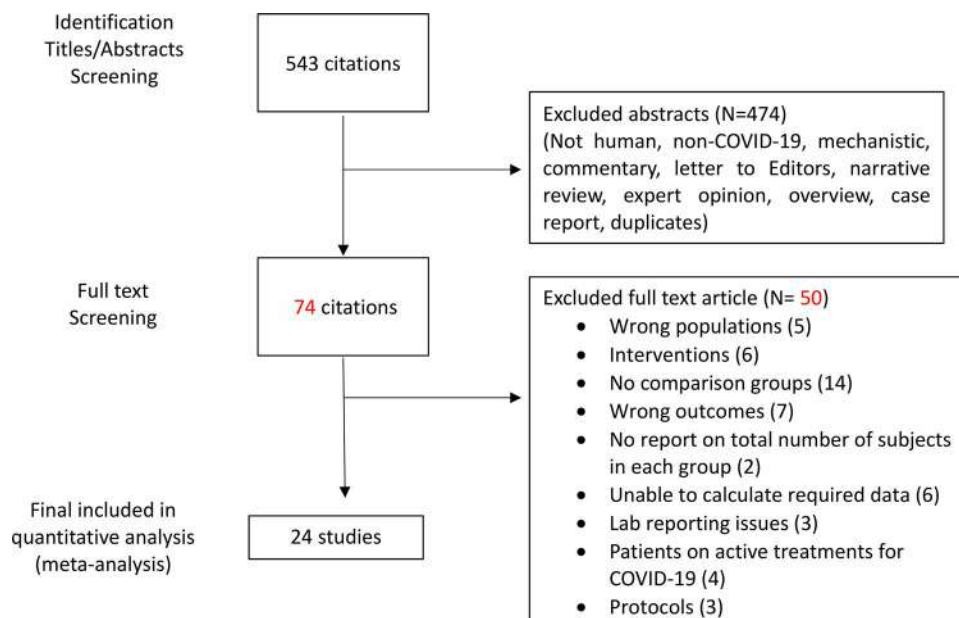 Identification
Titles/Abstracts
Screening
543 citations
Excluded abstracts (N=474)
(Not human, non-COVID-19, mechanistic,
commentary, letter to Editors, narrative
review, expert opinion, overview, case
report, duplicates)
Full text
Screening
74 citations
Excluded full text article (N= 50)
• Wrong populations (5)
• Interventions (6)
• No comparison groups (14)
• Wrong outcomes (7)
• No report on total number of subjects
in each group (2)
• Unable to calculate required data (6)
• Lab reporting issues (3)
• Patients on active treatments for
COVID-19 (4)
• Protocols (3)
Final included in
quantitative analysis
(meta-analysis)
24 studies